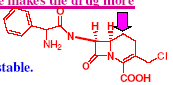 e makes the drug more
O
H H
N
NH₂
N
O
Cl
COOH
stable.